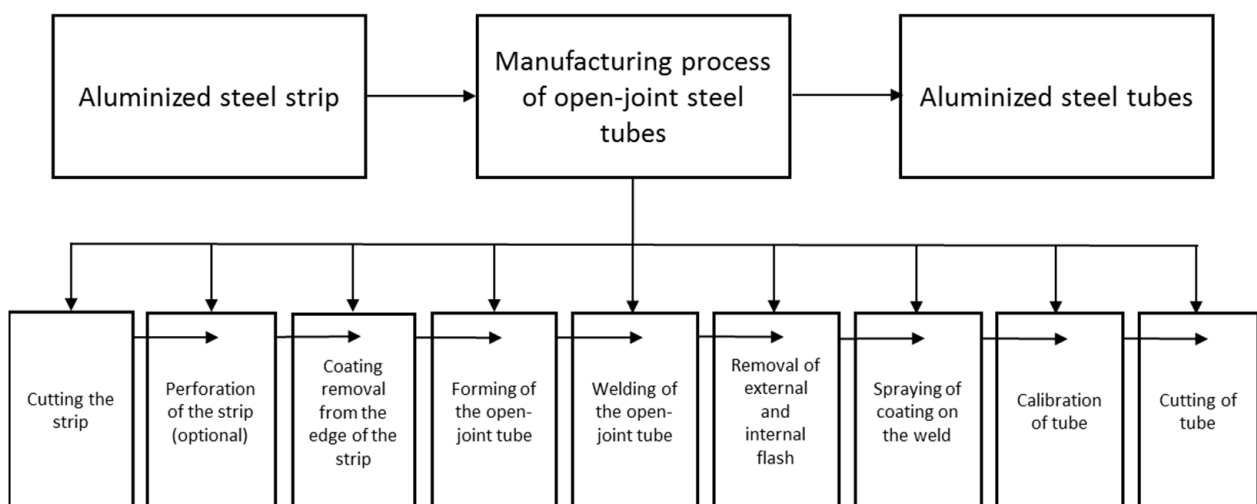 Aluminized steel strip
Manufacturing process
of open-joint steel
tubes
Aluminized steel tubes
Cutting the
strip
Perforation
of the strip
(optional)
Coating
removal
from the
edge of the
strip
Forming of
the open-
joint tube
Welding of
the open-
joint tube
Removal of
external
and
internal
flash
Spraying of
coating on
the weld
Calibration
of tube
Cutting of
tube